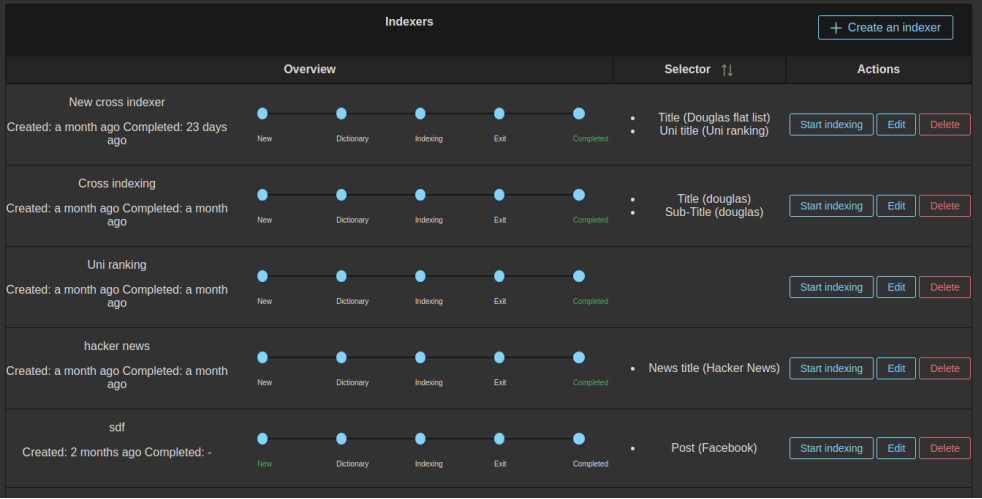 Indexers
+ Create an indexer
Overview Selector Actions
New cross indexer
Created: a month ago Completed: 23 days
ago
New Dictionary Indexing Exit Completed
• Title (Douglas flat list)
• Uni title (Uni ranking)
Start indexing Edit Delete
Cross indexing
Created: a month ago Completed: a month
ago
New Dictionary Indexing Exit Completed
• Title (douglas)
• Sub-Title (douglas)
Start indexing Edit Delete
Uni ranking
Created: a month ago Completed: a month
ago
New Dictionary Indexing Exit Completed
Start indexing Edit Delete
hacker news
Created: a month ago Completed: a month
ago
New Dictionary Indexing Exit Completed
• News title (Hacker News)
Start indexing Edit Delete
sdf
Created: 2 months ago Completed: -
New Dictionary Indexing Exit Completed
• Post (Facebook)
Start indexing Edit Delete